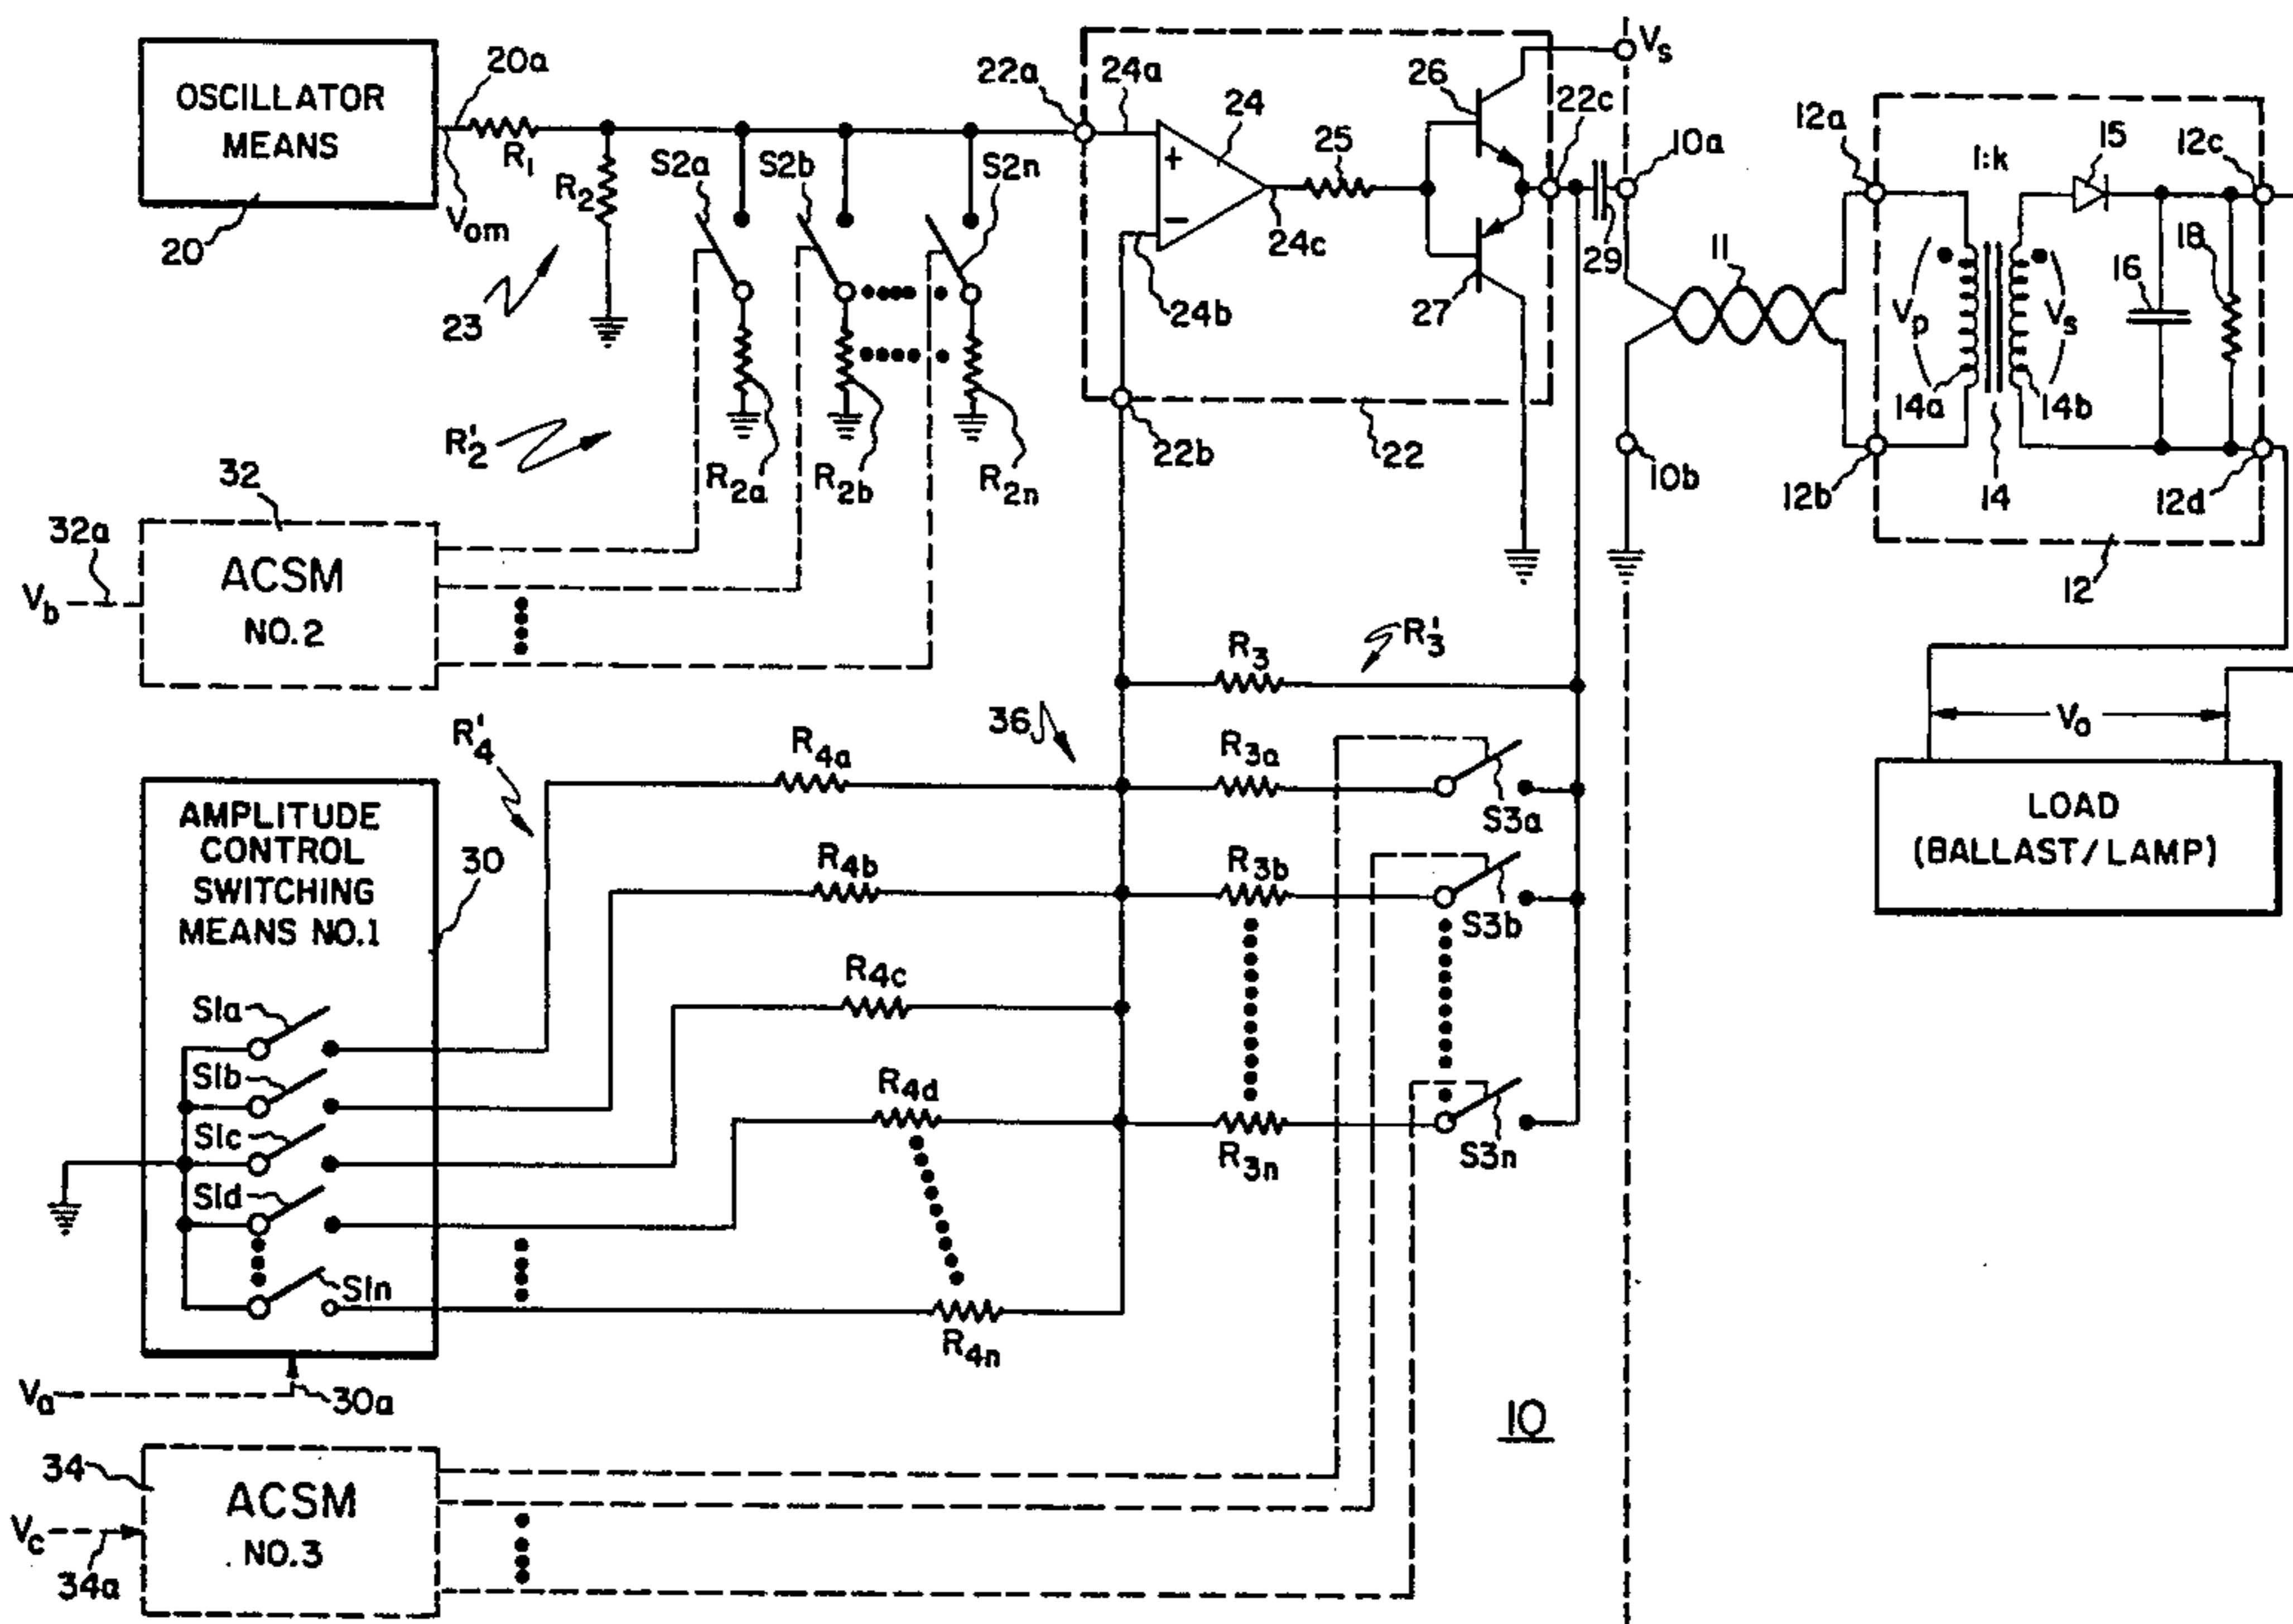 OSCILLATOR
MEANS
20
20a
Vom
R1
R2
23
S2a
S2b
S2n
R'2
R2a
R2b
R2n
22a
24a
24
+
−
24b
24c
25
26
27
22b
22
22c
29
Vs
10a
10b
11
12a
12b
1:k
15
12c
Vp
Vs
16
18
14a
14b
14
12d
12
32
32a
Vb
ACSM
NO.2
R3
R'3
36
Vo
LOAD
(BALLAST/LAMP)
R'4
AMPLITUDE
CONTROL
SWITCHING
MEANS NO.1
30
R4a
R4b
R4c
R4d
R4n
R3a
R3b
R3n
S3a
S3b
S3n
S1a
S1b
S1c
S1d
S1n
Va
30a
34
ACSM
NO.3
Vc
34a
10